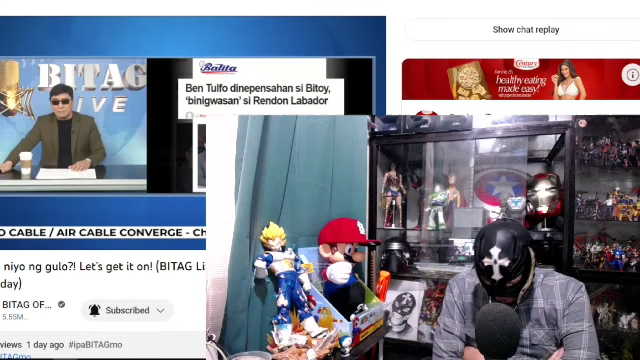 Show chat replay
BITAG
LIVE
Balita
Ben Tulfo dinepensahan si Bitoy,
'binigwasan' si Rendon Labador
Century
healthy eating
made easy!
O CABLE / AIR CABLE CONVERGE - Ch
niyo ng gulo?! Let's get it on! (BITAG Li
day)
BITAG OF...
5.55M...
Subscribed
views 1 day ago #ipaBITAGmo
TAGmo